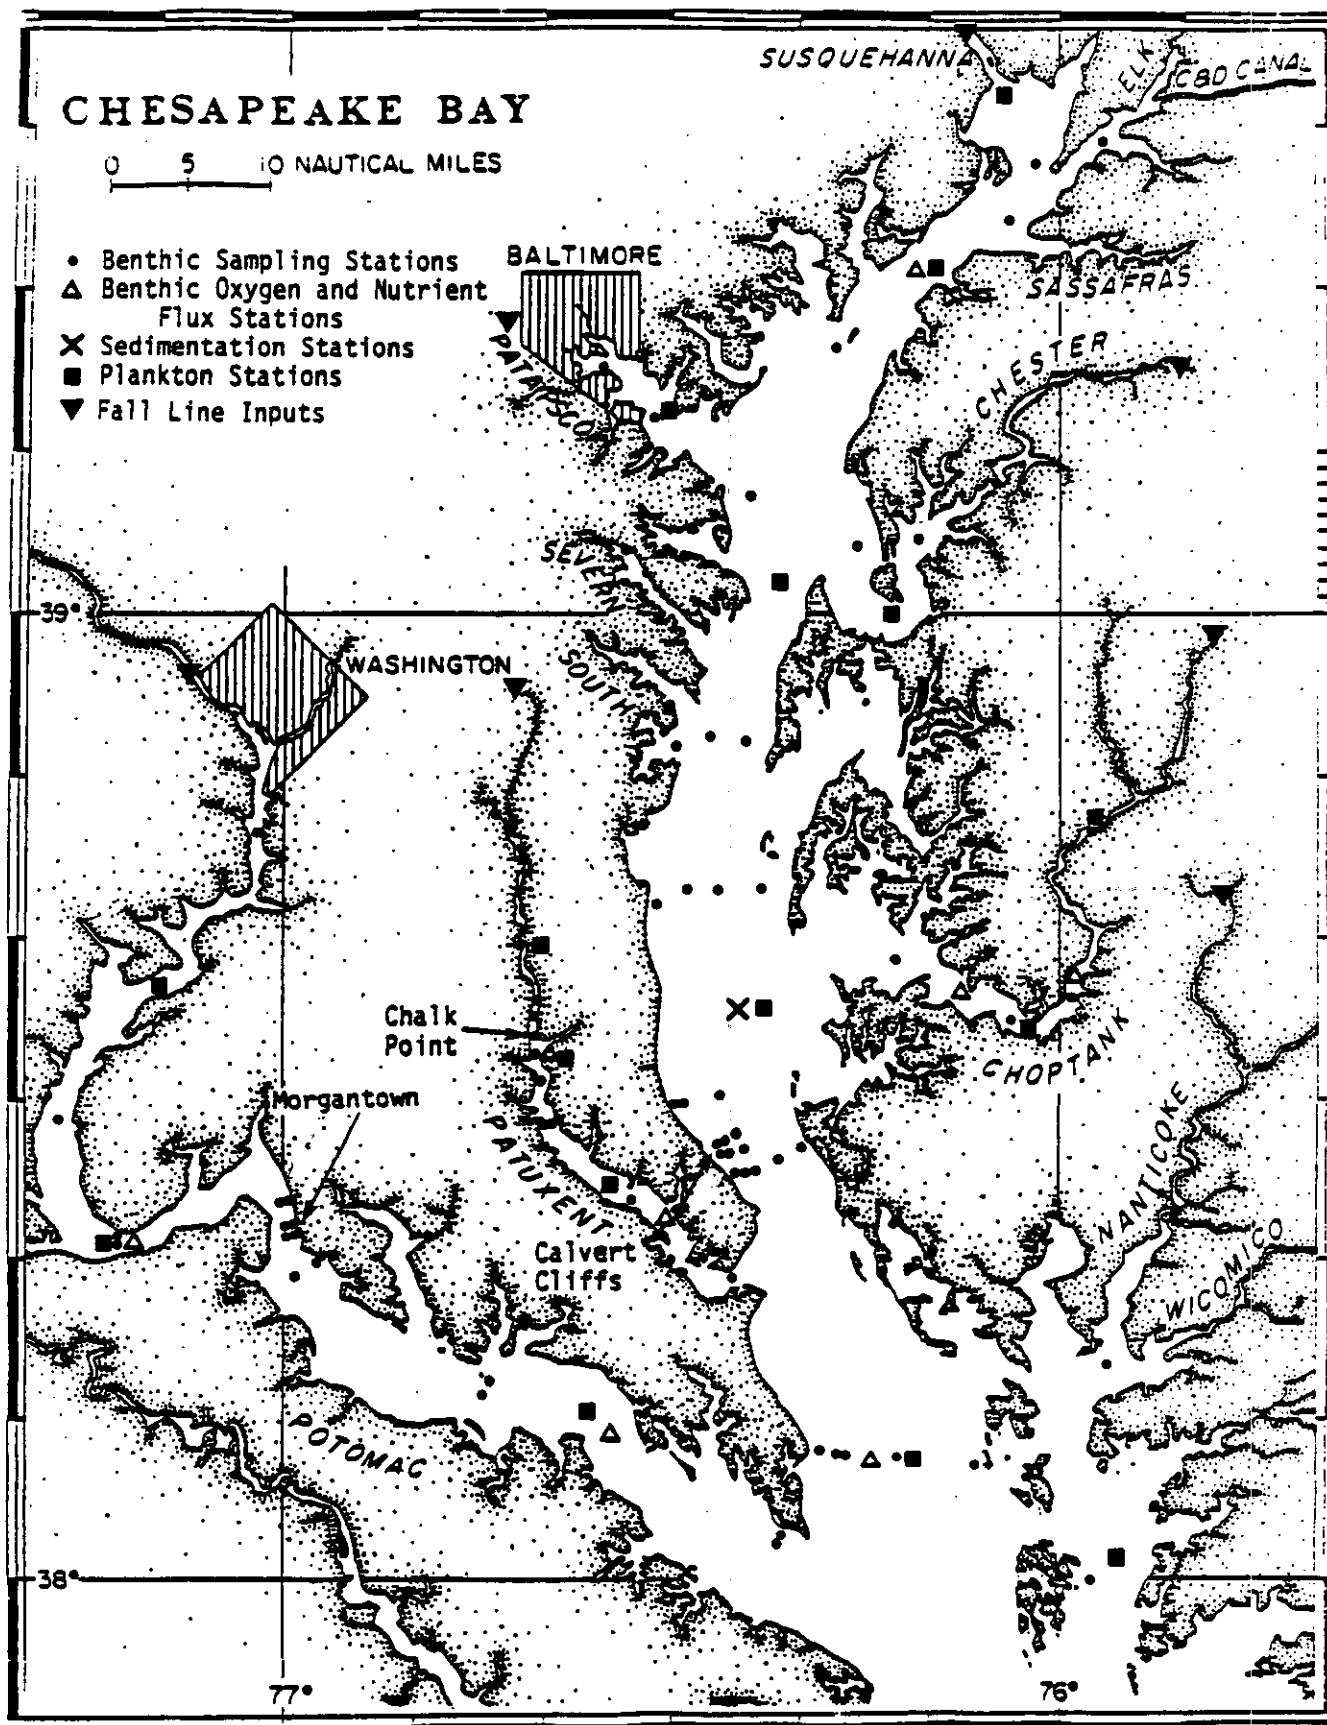 SUSQUEHANNA
ELK
C&D CANAL
CHESAPEAKE BAY
0 5 10 NAUTICAL MILES
• Benthic Sampling Stations
△ Benthic Oxygen and Nutrient
Flux Stations
✕ Sedimentation Stations
■ Plankton Stations
▼ Fall Line Inputs
BALTIMORE
SASSAFRAS
PATAPSCO
CHESTER
SEVERN
39°
WASHINGTON
SOUTH
Chalk
Point
CHOPTANK
Morgantown
PATUXENT
NANTICOKE
Calvert
Cliffs
WICOMICO
POTOMAC
38°
77°
76°